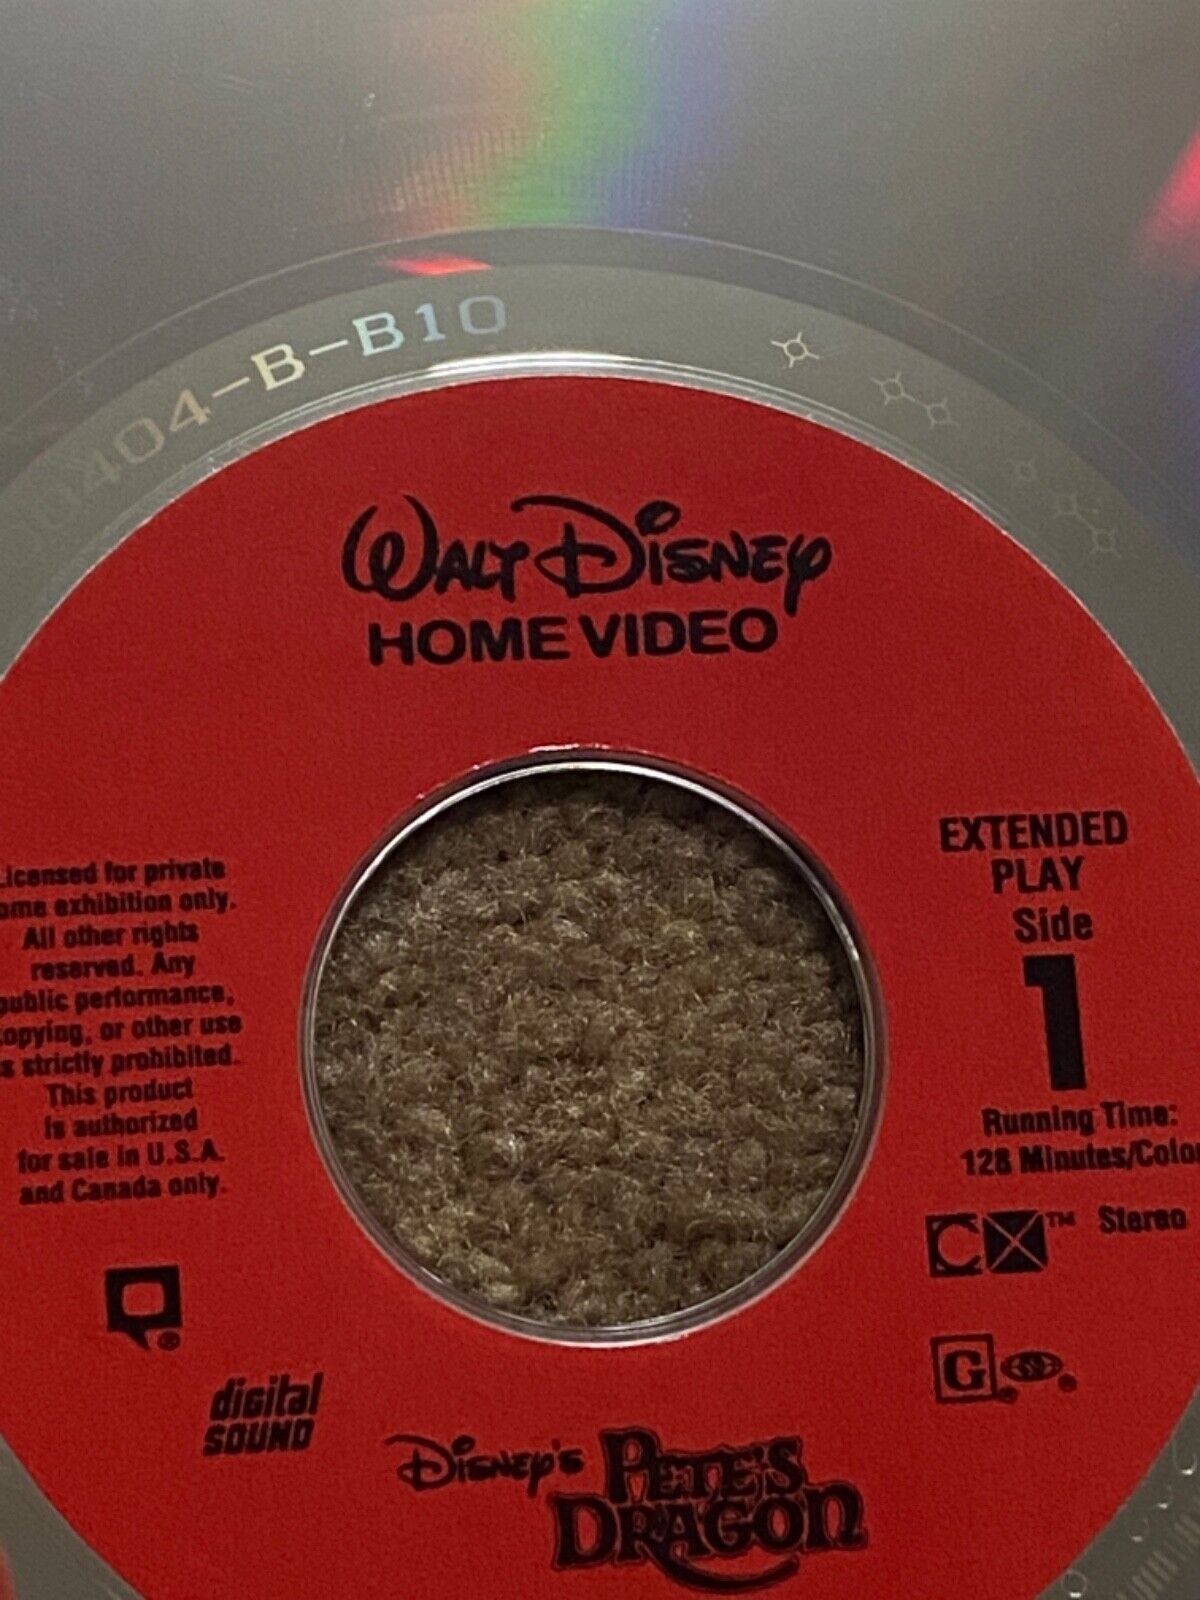 404-B-B10
WALT DISNEY
HOME VIDEO
Licensed for private
ome exhibition only.
All other rights
reserved. Any
public performance,
copying, or other use
s strictly prohibited.
This product
is authorized
for sale in U.S.A.
and Canada only.
EXTENDED
PLAY
Side
1
Running Time:
128 Minutes/Color
CX™ Stereo
G ®
®
digital
SOUND
DISNEY'S PETE'S
DRAGON